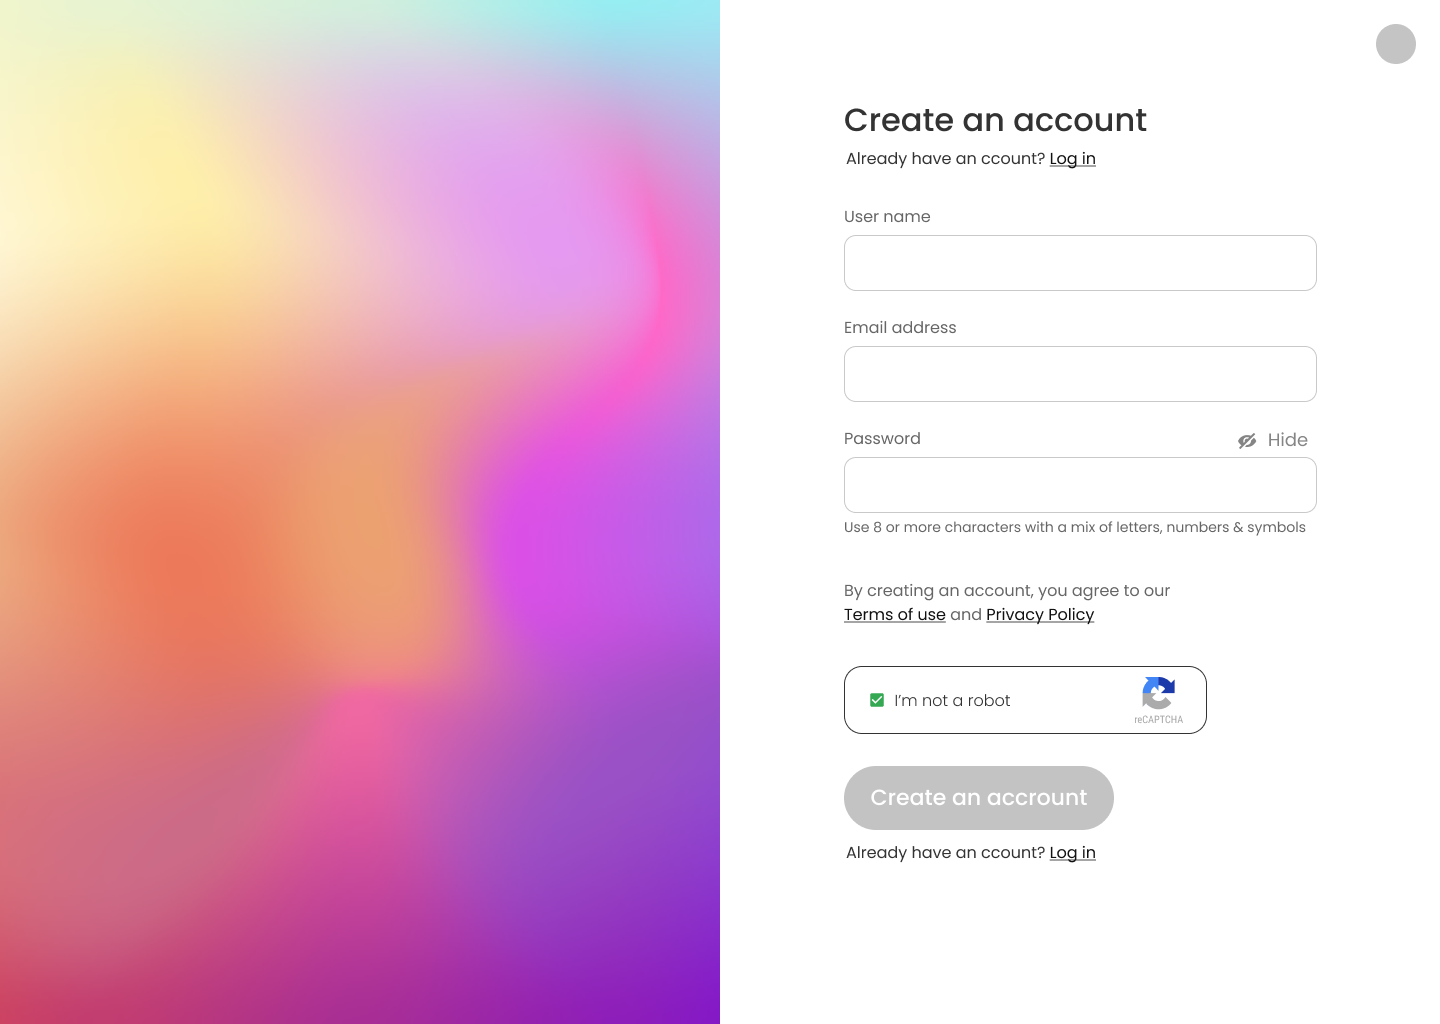 Create an account
Already have an ccount? Log in
User name
Email address
Password
Hide
Use 8 or more characters with a mix of letters, numbers & symbols
By creating an account, you agree to our
Terms of use and Privacy Policy
I’m not a robot
reCAPTCHA
Create an accrount
Already have an ccount? Log in